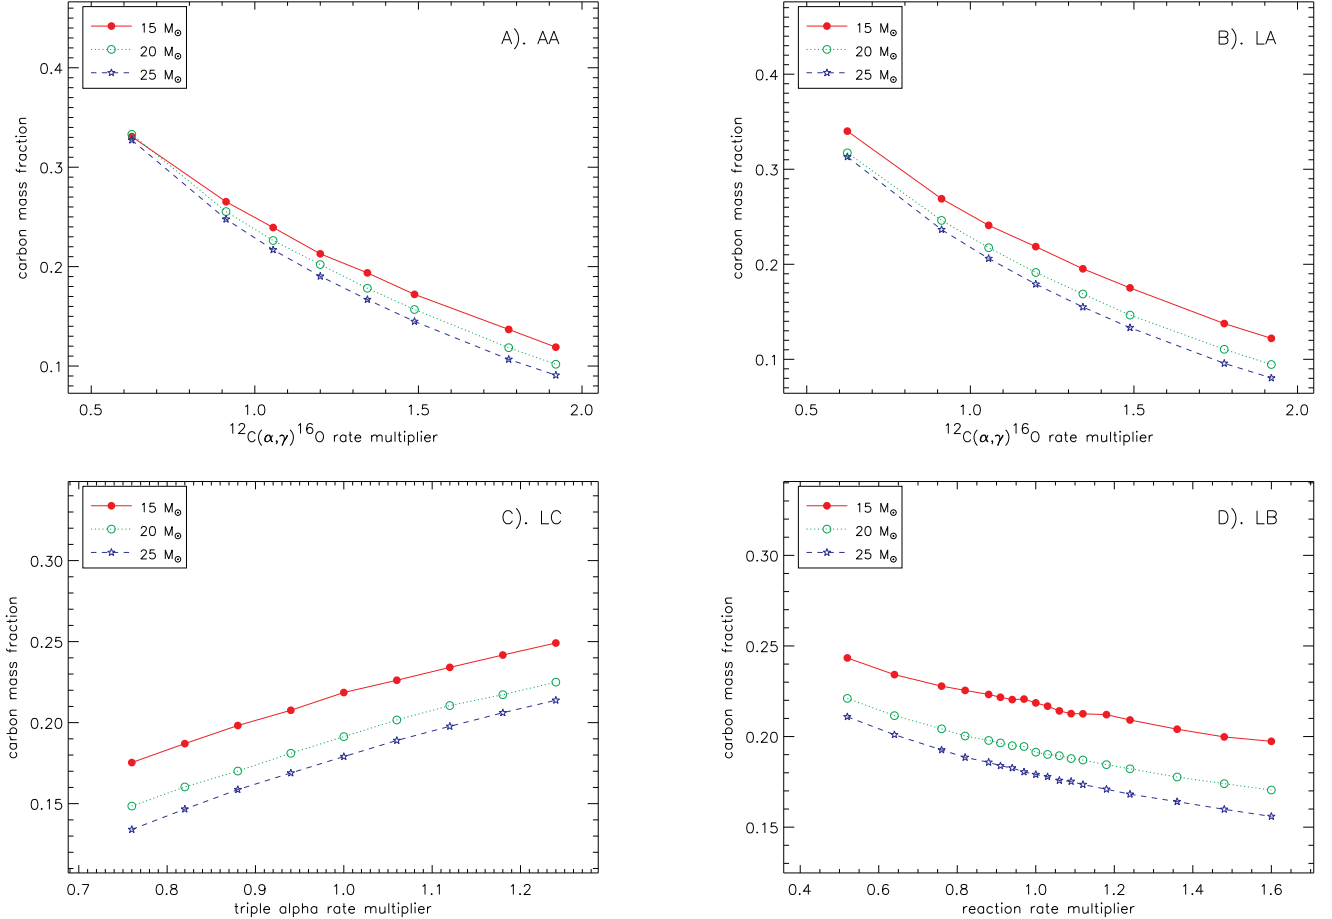 15 M⊙
20 M⊙
25 M⊙
A). AA
0.4
0.3
0.2
0.1
carbon mass fraction
0.5 1.0 1.5 2.0
¹²C(α,γ)¹⁶O rate multiplier
15 M⊙
20 M⊙
25 M⊙
B). LA
0.4
0.3
0.2
0.1
carbon mass fraction
0.5 1.0 1.5 2.0
¹²C(α,γ)¹⁶O rate multiplier
15 M⊙
20 M⊙
25 M⊙
C). LC
0.30
0.25
0.20
0.15
carbon mass fraction
0.7 0.8 0.9 1.0 1.1 1.2
triple alpha rate multiplier
15 M⊙
20 M⊙
25 M⊙
D). LB
0.30
0.25
0.20
0.15
carbon mass fraction
0.4 0.6 0.8 1.0 1.2 1.4 1.6
reaction rate multiplier